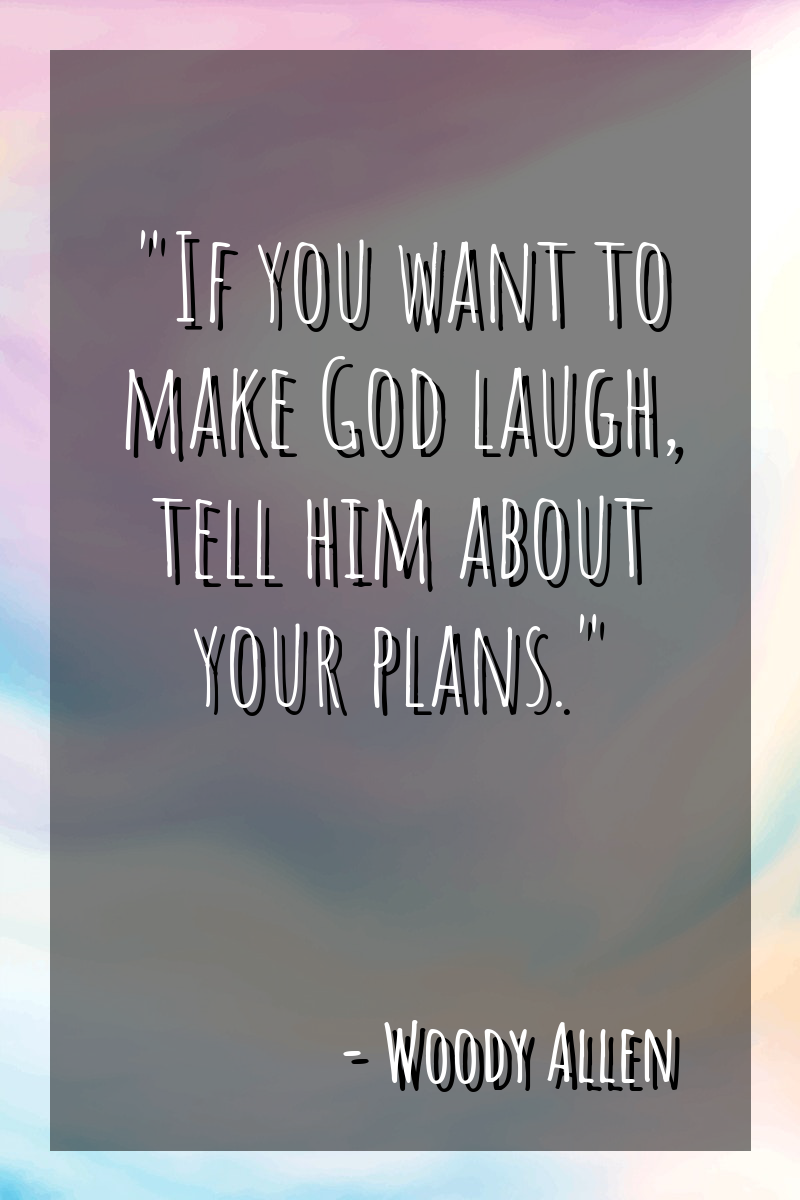 "If you want to
make God laugh,
tell him about
your plans."
- Woody Allen